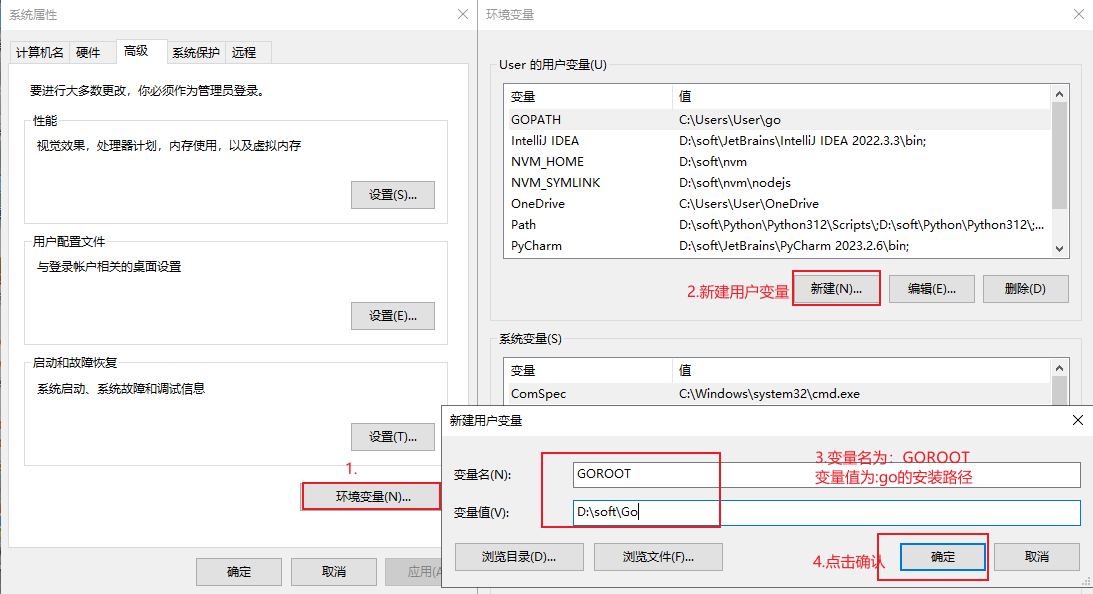 系统属性
计算机名 硬件 高级 系统保护 远程
要进行大多数更改，你必须作为管理员登录。
性能
视觉效果，处理器计划，内存使用，以及虚拟内存
设置(S)...
用户配置文件
与登录帐户相关的桌面设置
设置(E)...
启动和故障恢复
系统启动、系统故障和调试信息
设置(T)...
1.
环境变量(N)...
确定 取消 应用(A
环境变量
User 的用户变量(U)
变量 值
GOPATH C:\Users\User\go
IntelliJ IDEA D:\soft\JetBrains\IntelliJ IDEA 2022.3.3\bin;
NVM_HOME D:\soft\nvm
NVM_SYMLINK D:\soft\nvm\nodejs
OneDrive C:\Users\User\OneDrive
Path D:\soft\Python\Python312\Scripts\;D:\soft\Python\Python312\;...
PyCharm D:\soft\JetBrains\PyCharm 2023.2.6\bin;
2.新建用户变量 新建(N)... 编辑(E)... 删除(D)
系统变量(S)
变量 值
ComSpec C:\Windows\system32\cmd.exe
新建用户变量
3.变量名为：GOROOT
变量名(N): GOROOT
变量值为:go的安装路径
变量值(V): D:\soft\Go
浏览目录(D)... 浏览文件(F)... 4.点击确认 确定 取消